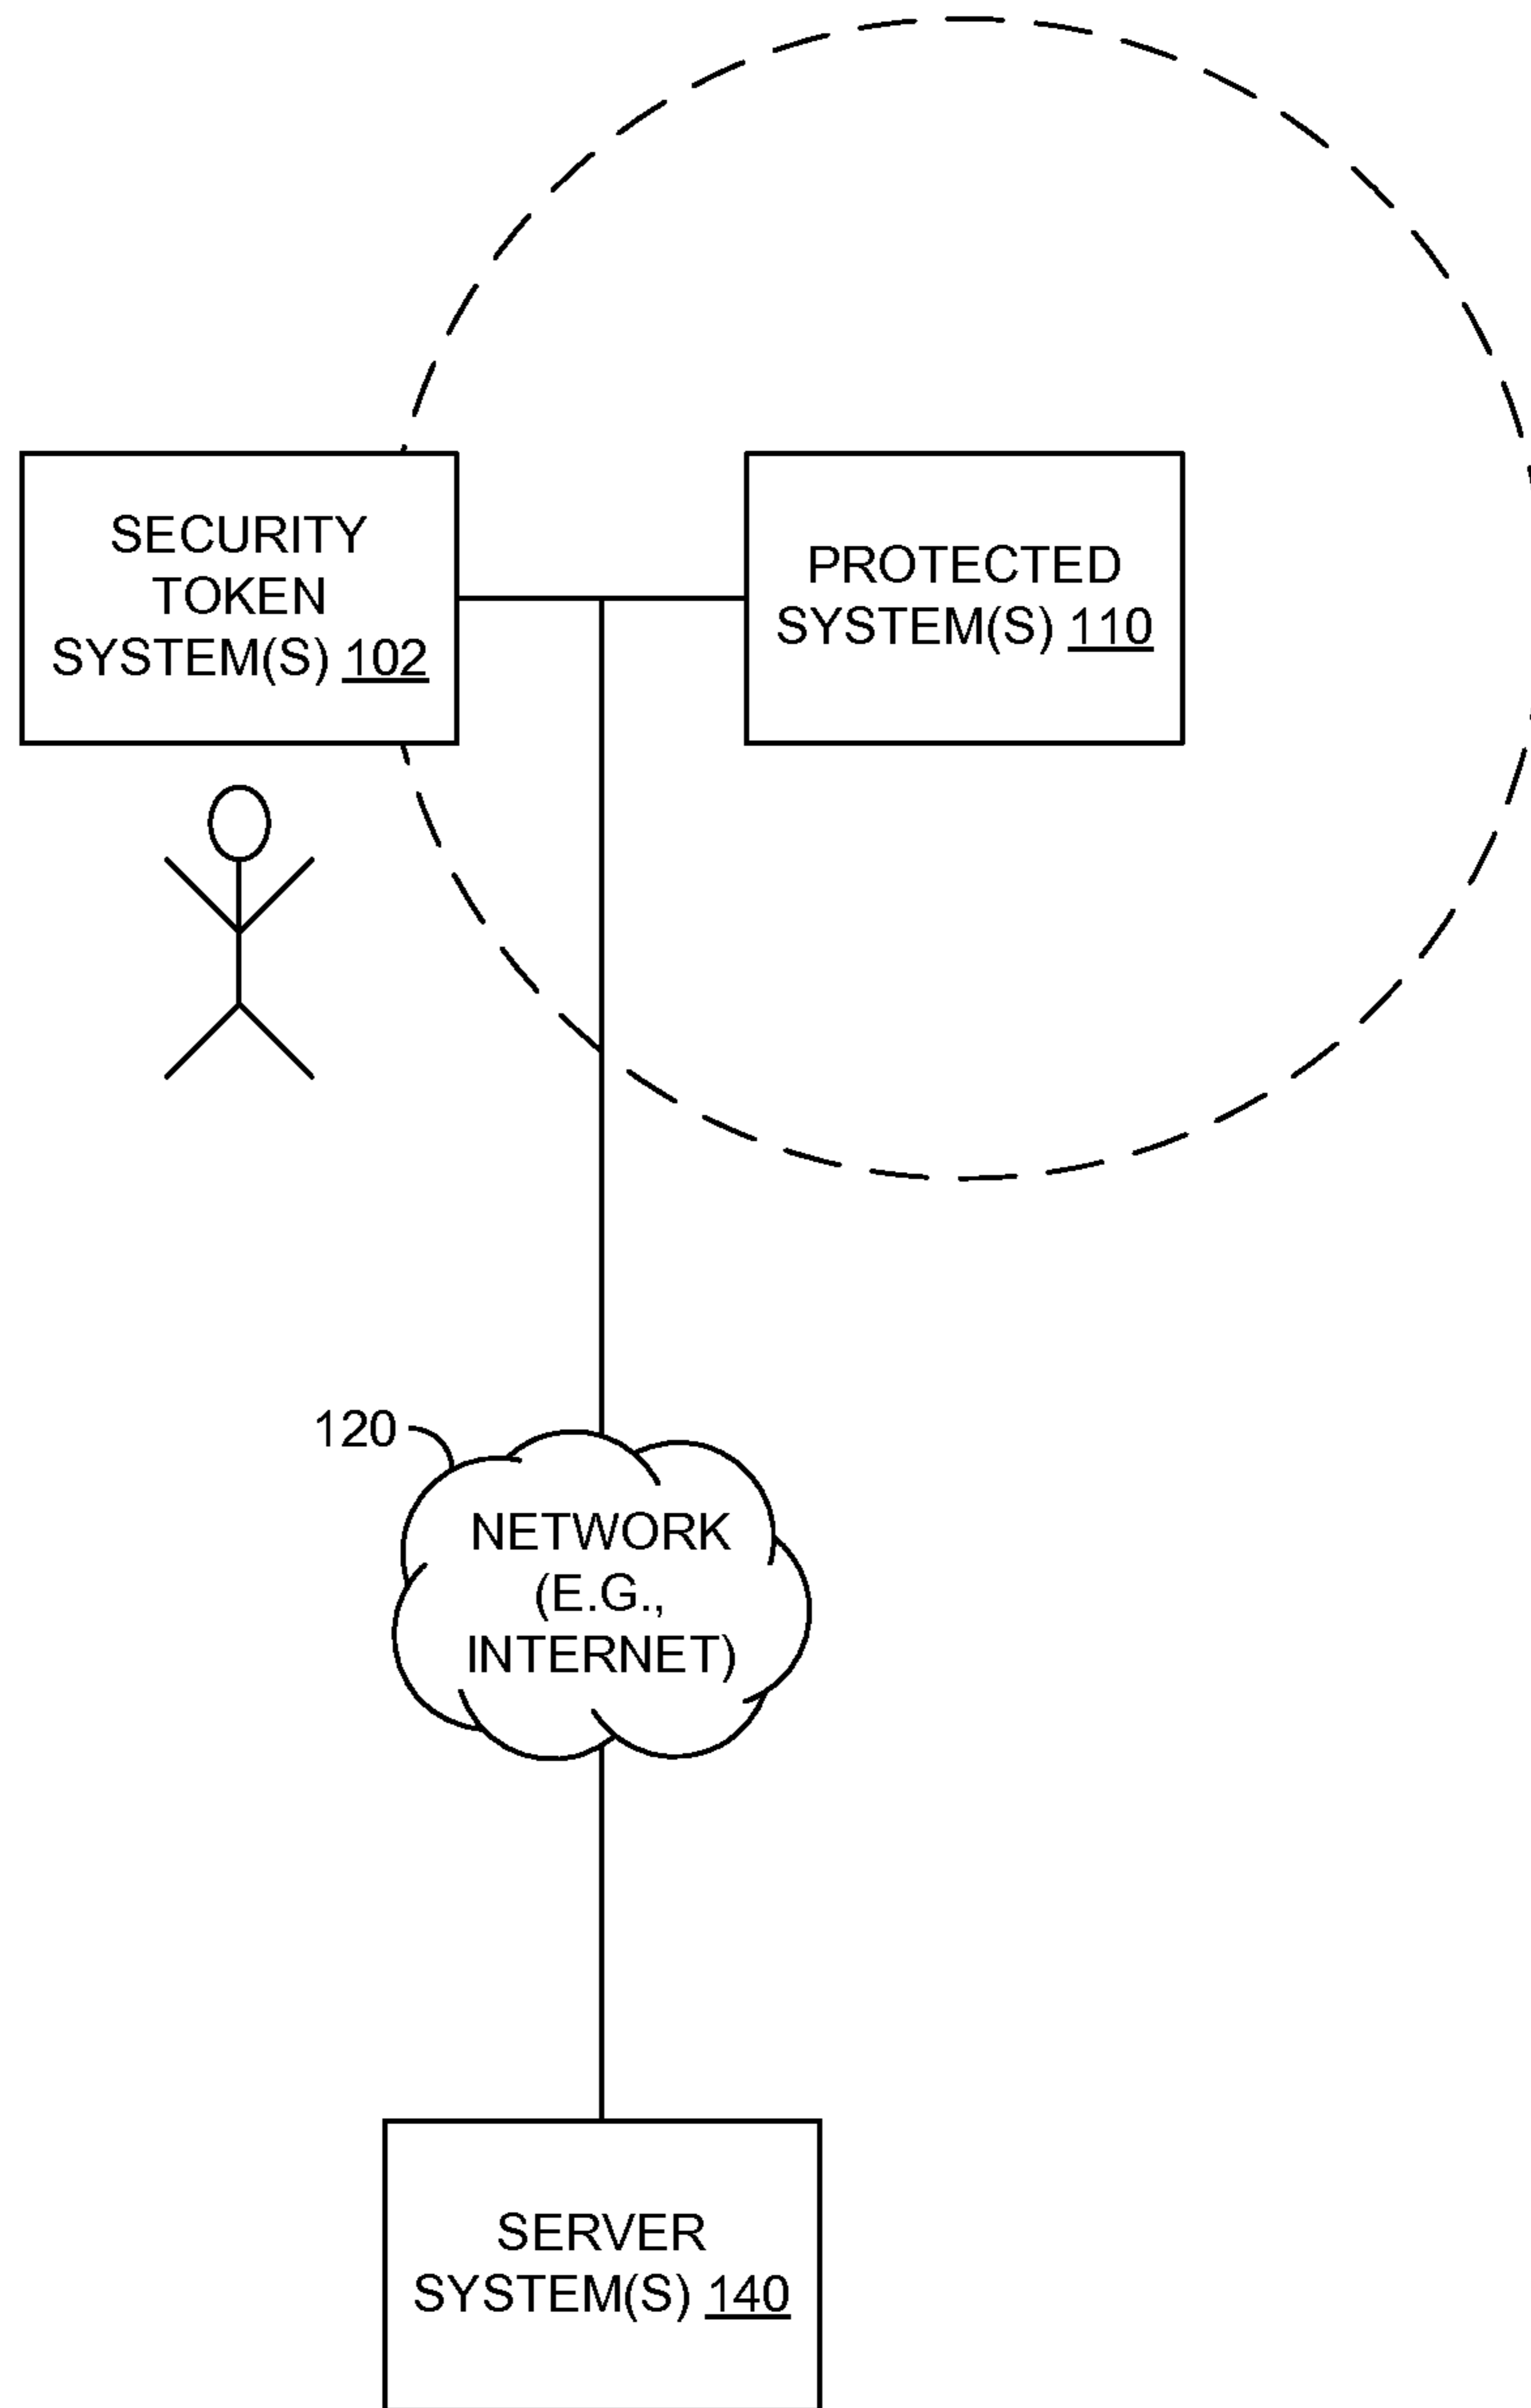 SECURITY
TOKEN
SYSTEM(S) 102
PROTECTED
SYSTEM(S) 110
120
NETWORK
(E.G.,
INTERNET)
SERVER
SYSTEM(S) 140